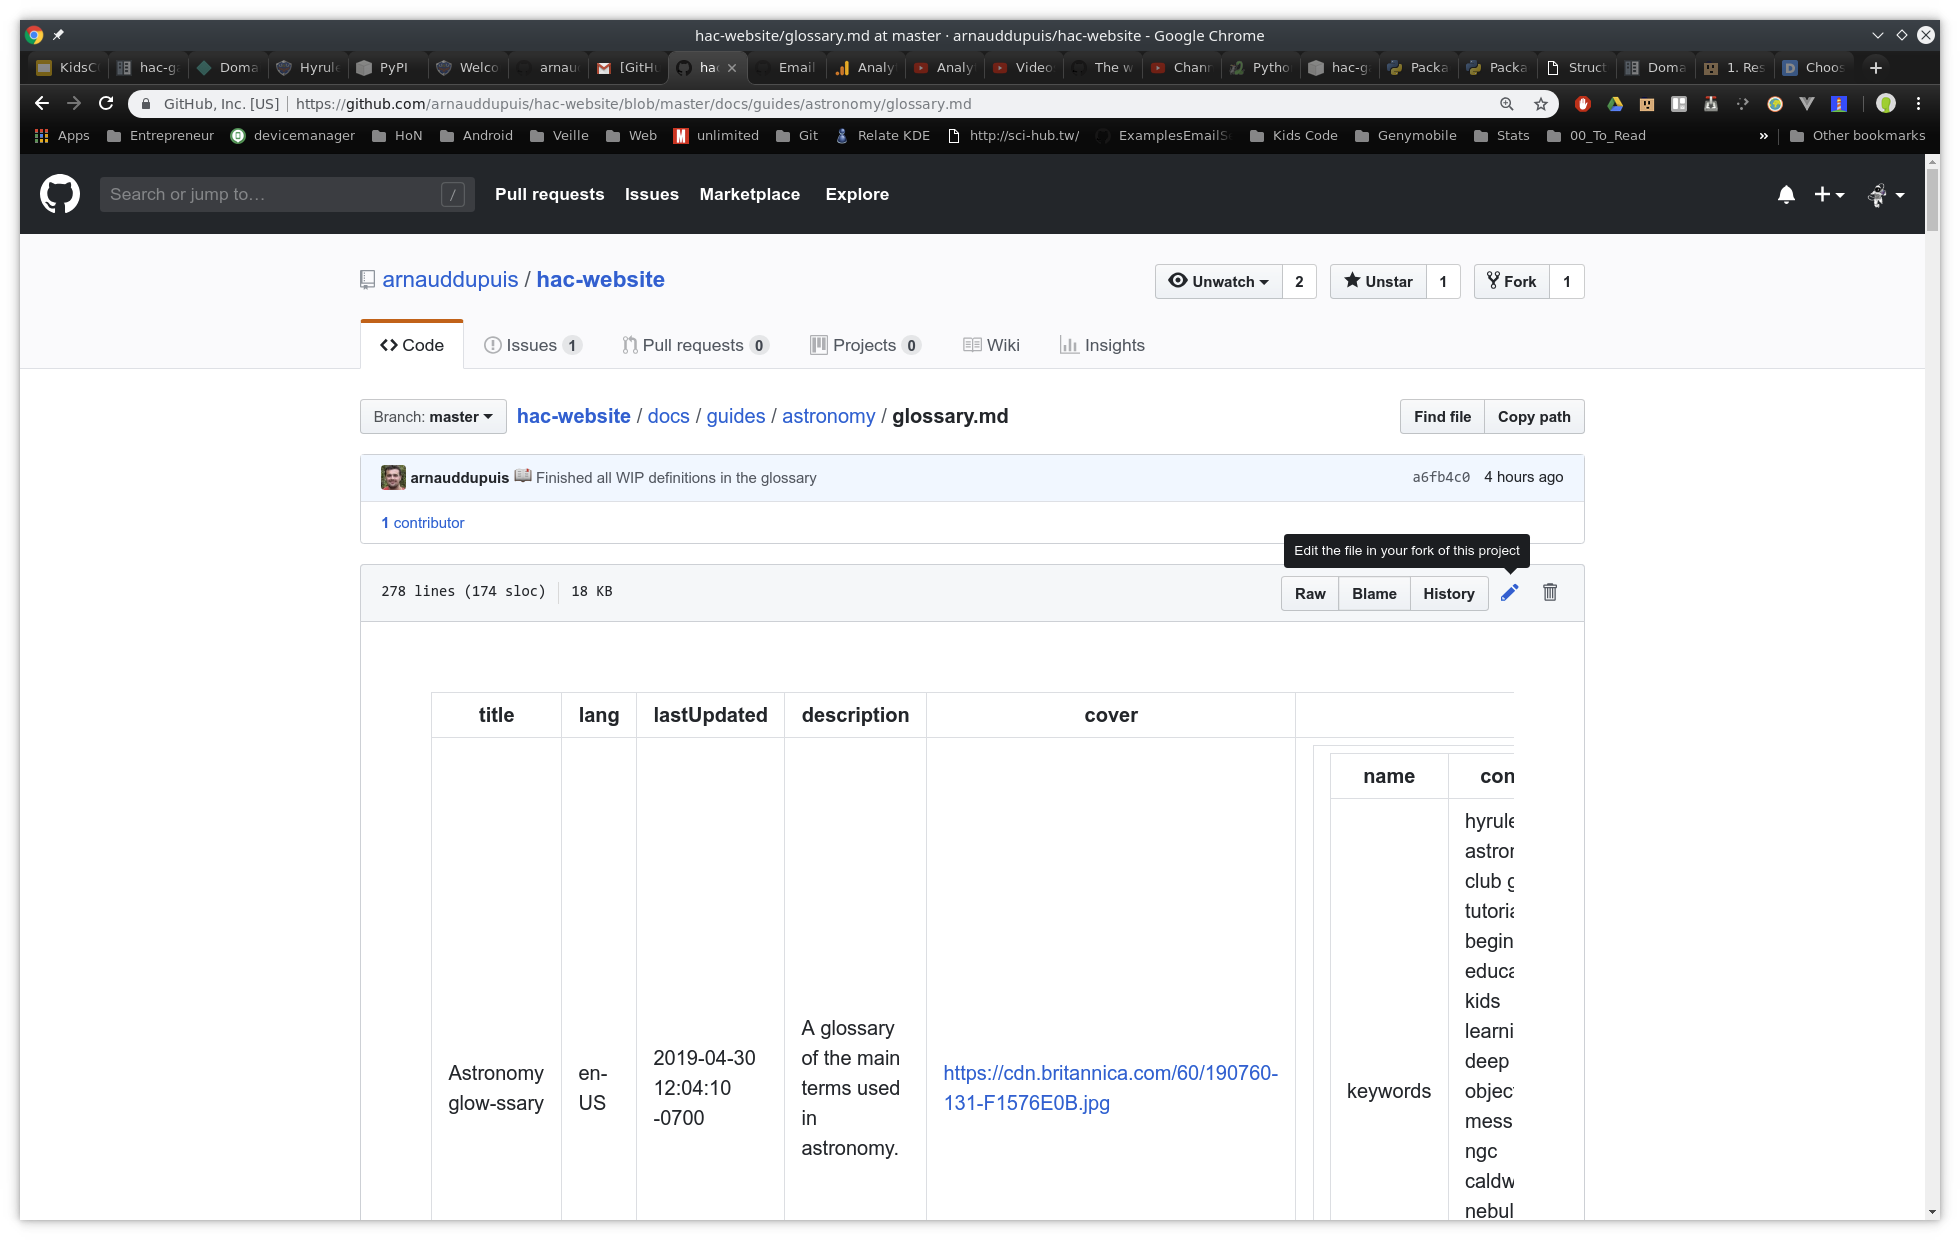 hac-website/glossary.md at master · arnauddupuis/hac-website - Google Chrome
KidsC hac-g Doma Hyrule PyPI Welco arnau [GitHu hac Email Analy Analy Video The w Chann Pytho hac-g Packa Packa Struct Doma 1. Res Choos
GitHub, Inc. [US] | https://github.com/arnauddupuis/hac-website/blob/master/docs/guides/astronomy/glossary.md
Apps Entrepreneur devicemanager HoN Android Veille Web unlimited Git Relate KDE http://sci-hub.tw/ ExamplesEmailS Kids Code Genymobile Stats 00_To_Read » Other bookmarks
Search or jump to… / Pull requests Issues Marketplace Explore
arnauddupuis / hac-website Unwatch 2 Unstar 1 Fork 1
Code Issues 1 Pull requests 0 Projects 0 Wiki Insights
Branch: master hac-website / docs / guides / astronomy / glossary.md Find file Copy path
arnauddupuis Finished all WIP definitions in the glossary a6fb4c0 4 hours ago
1 contributor
Edit the file in your fork of this project
278 lines (174 sloc) 18 KB Raw Blame History
title lang lastUpdated description cover
name con
hyrule
astron
club g
tutoria
begin
educa
kids
learni
deep
object
mess
ngc
caldw
nebul
keywords
Astronomy
glow-ssary
en-
US
2019-04-30
12:04:10
-0700
A glossary
of the main
terms used
in
astronomy.
https://cdn.britannica.com/60/190760-
131-F1576E0B.jpg